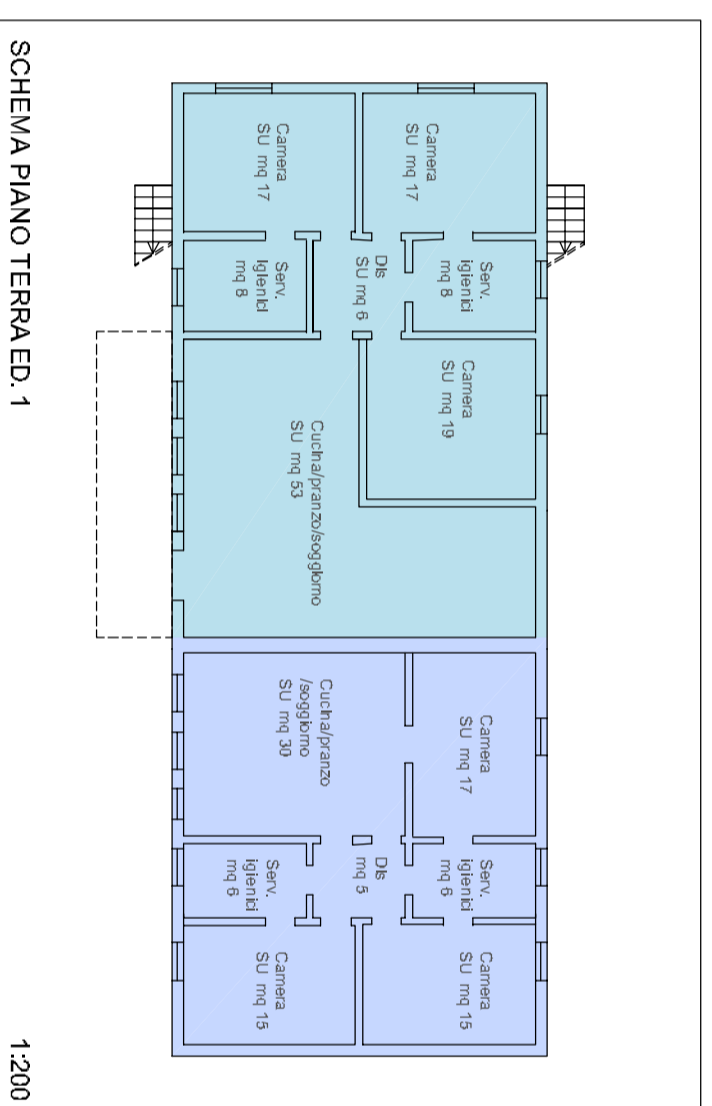 Camera
SU mq 17
Camera
SU mq 17
Serv.
Igienici
mq 8
Dis
SU mq 6
Serv.
igienici
mq 8
Camera
SU mq 19
Cucina/pranzo/soggiorno
SU mq 53
Cucina/pranzo
/soggiorno
SU mq 30
Camera
SU mq 17
Serv.
igienici
mq 6
Dis
mq 5
Serv.
igienici
mq 6
Camera
SU mq 15
Camera
SU mq 15
SCHEMA PIANO TERRA ED. 1
1:200